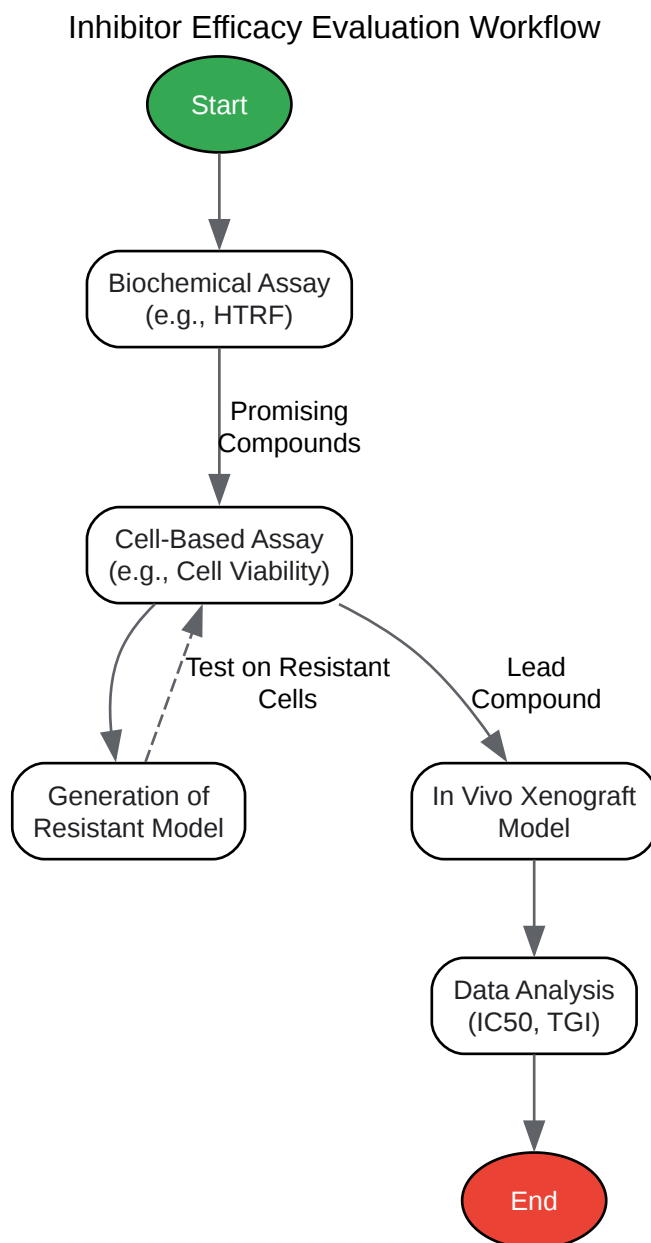 Inhibitor Efficacy Evaluation Workflow
Start
Biochemical Assay
(e.g., HTRF)
Promising
Compounds
Cell-Based Assay
(e.g., Cell Viability)
Test on Resistant
Cells
Lead
Compound
Generation of
Resistant Model
In Vivo Xenograft
Model
Data Analysis
(IC50, TGI)
End